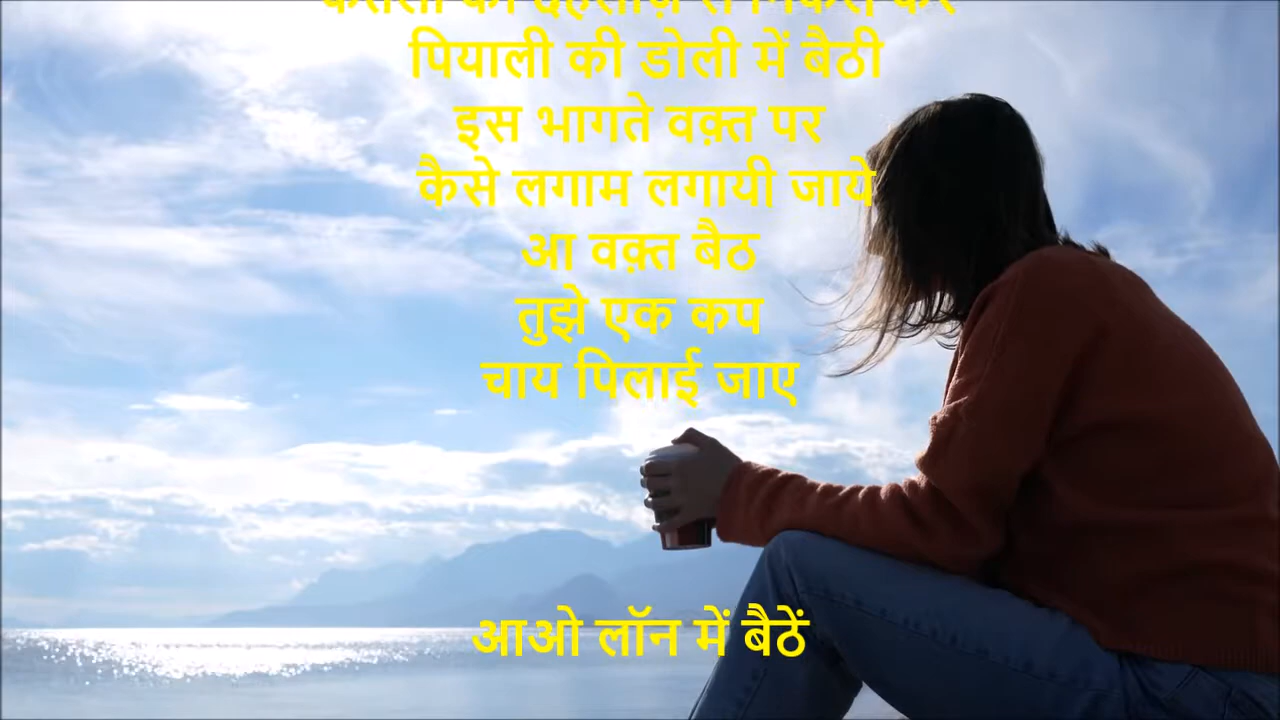 पियाली की डोली में बैठी
इस भागते वक़्त पर
कैसे लगाम लगायी जाये
आ वक़्त बैठ
तुझे एक कप
चाय पिलाई जाए
आओ लॉन में बैठें